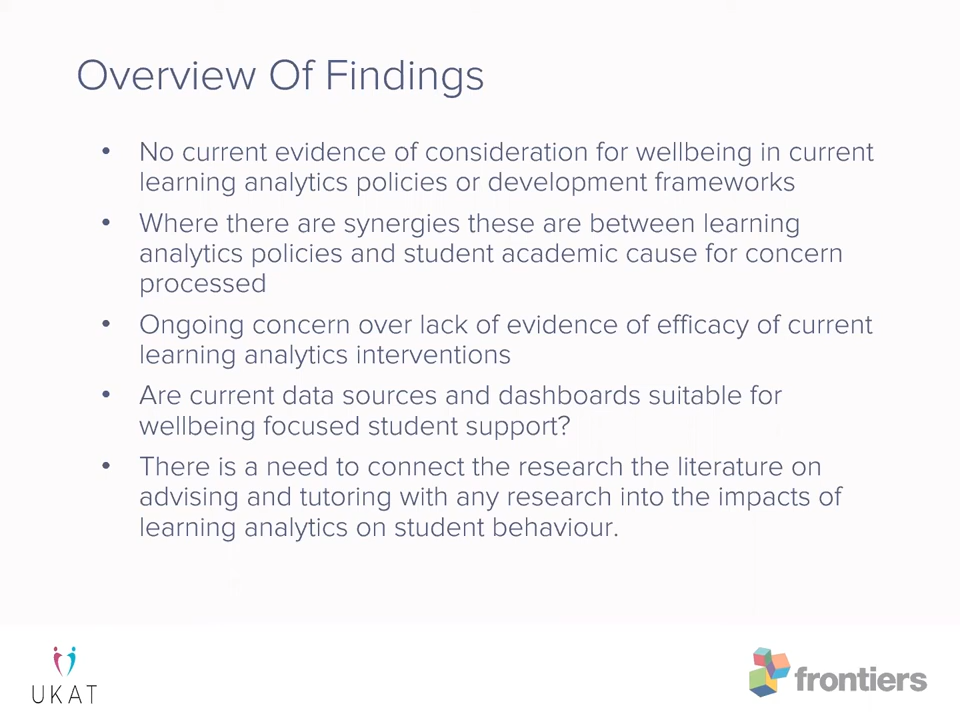 Overview Of Findings
• No current evidence of consideration for wellbeing in current
learning analytics policies or development frameworks
• Where there are synergies these are between learning
analytics policies and student academic cause for concern
processed
• Ongoing concern over lack of evidence of efficacy of current
learning analytics interventions
• Are current data sources and dashboards suitable for
wellbeing focused student support?
• There is a need to connect the research the literature on
advising and tutoring with any research into the impacts of
learning analytics on student behaviour.
UKAT
frontiers